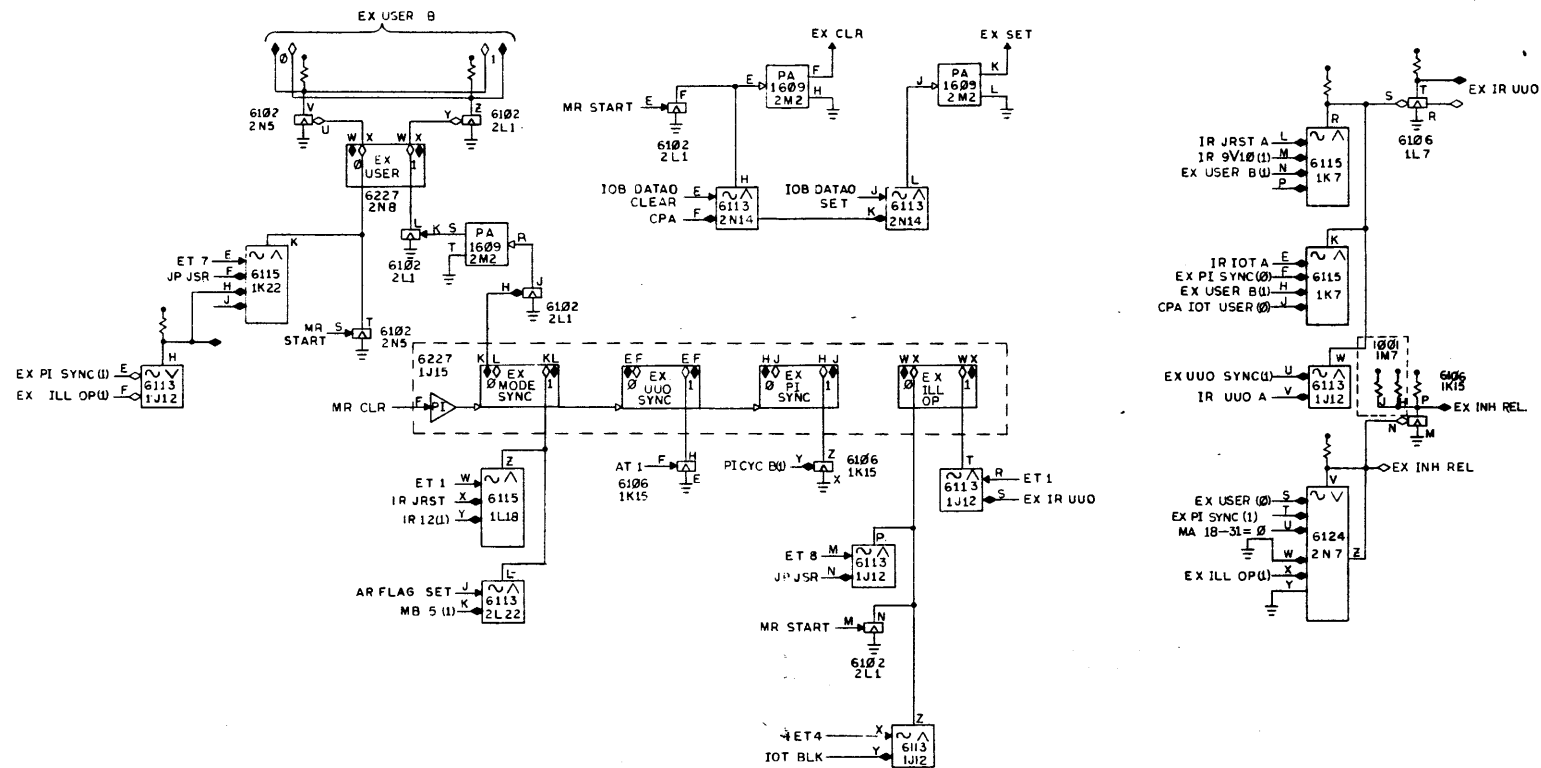 EX USER B
Ø 1
V Z
6102
2N5
U Y
6102
2L1
W X W X
Ø EX 1
USER
6227
2N8
L
6102
2L1
K S
T
PA
1609
2M2
R
H J
6102
2L1
K
ET 7 E
JP JSR F
H
J
6115
1K22
MR
START
S T
6102
2N5
H
EX PI SYNC(1) E
EX ILL OP(1) F
6113
1J12
EX CLR
MR START E F
6102
2L1
E PA F
1609 H
2M2
IOB DATAO E
CLEAR
CPA F
H
6113
2N14
EX SET
J PA K
1609 L
2M2
IOB DATAO J
SET
K
L
6113
2N14
6227
1J15
MR CLR F PI
K L K L
Ø EX 1
MODE
SYNC
E F E F
Ø EX 1
UUO
SYNC
H J H J
Ø EX 1
PI
SYNC
W X W X
Ø EX 1
ILL
OP
Z
ET 1 W
IR JRST X
IR 12(1) Y
6115
1L18
AR FLAG SET J
MB 5 (1) K
L
6113
2L22
AT 1 F H
E
6106
1K15
PICYC B(1) Y Z
X
6106
1K15
T
6113
1J12
R ET 1
S EX IR UUO
P
ET 8 M
JP JSR N
6113
1J12
MR START M N
6102
2L1
Z
ET4 X
IOT BLK Y
6113
1J12
S T
R
EX IR UUO
6106
1L7
R
IR JRST A L
IR 9V10(1) M
EX USER B(1) N
P
6115
1K7
K
IR IOT A E
EX PI SYNC(Ø) F
EX USER B(1) H
CPA IOT USER(Ø) J
6115
1K7
W
EX UUO SYNC(1) U
IR UUO A V
6113
1J12
1001
1M7
J H P
6106
1K15
EX INH REL.
N M
EX INH REL
V
EX USER (Ø) S
EX PI SYNC (1) T
MA 18-31= Ø U
W
EX ILL OP(1) X
Y
6124
2N7
Z